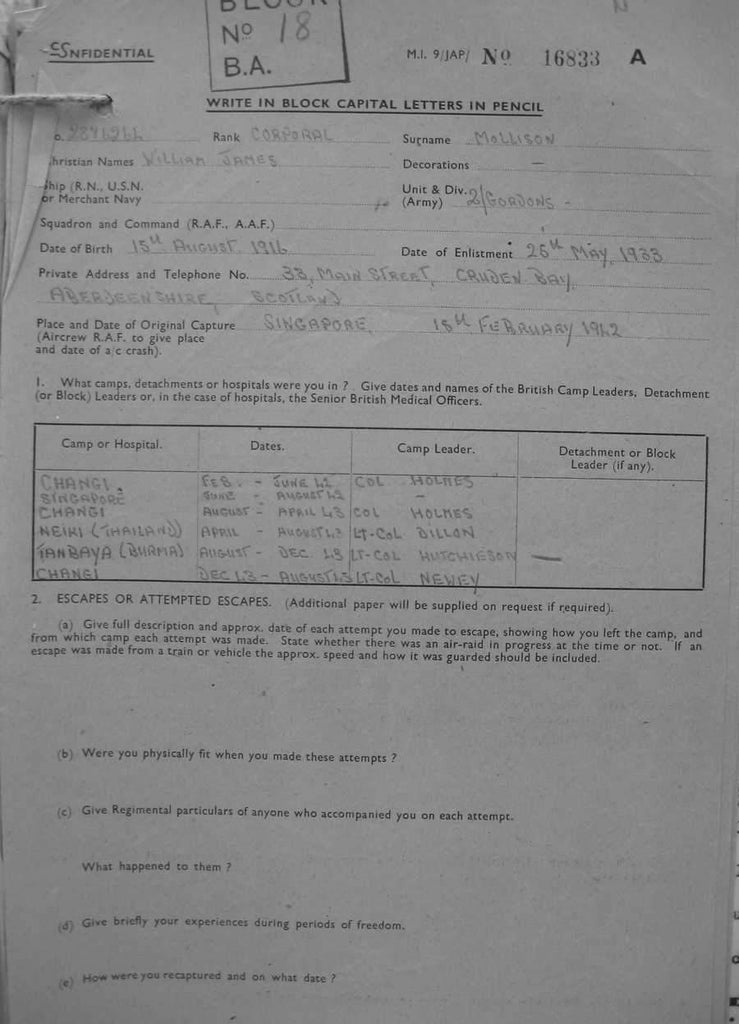 BLOCK
Nº 18
B.A.
CONFIDENTIAL
M.I. 9/JAP/ Nº 16833 A
WRITE IN BLOCK CAPITAL LETTERS IN PENCIL
Rank CORPORAL Surname MOLLISON
Christian Names WILLIAM JAMES Decorations —
Ship (R.N., U.S.N. Unit & Div.
or Merchant Navy (Army) 2/GORDONS -
Squadron and Command (R.A.F., A.A.F.)
Date of Birth 15th AUGUST. 1916 Date of Enlistment 26th MAY, 1933
Private Address and Telephone No. 33, MAIN STREET, CRUDEN BAY,
ABERDEENSHIRE, SCOTLAND
Place and Date of Original Capture SINGAPORE, 15th FEBRUARY 1942
(Aircrew R.A.F. to give place
and date of a/c crash).
1. What camps, detachments or hospitals were you in ? Give dates and names of the British Camp Leaders, Detachment
(or Block) Leaders or, in the case of hospitals, the Senior British Medical Officers.
Camp or Hospital. Dates. Camp Leader. Detachment or Block
Leader (if any).
CHANGI. FEB. - JUNE 42 COL HOLMES
SINGAPORE JUNE - AUGUST 42 -
CHANGI AUGUST - APRIL 43 COL HOLMES
NEIKI (THAILAND) APRIL - AUGUST 43 LT-COL DILLON
TANBAYA (BURMA) AUGUST - DEC. 43 LT-COL HUTCHIESON —
CHANGI DEC 43 - AUGUST 45 LT-COL NEWEY
2. ESCAPES OR ATTEMPTED ESCAPES. (Additional paper will be supplied on request if required).
(a) Give full description and approx. date of each attempt you made to escape, showing how you left the camp, and
from which camp each attempt was made. State whether there was an air-raid in progress at the time or not. If an
escape was made from a train or vehicle the approx. speed and how it was guarded should be included.
(b) Were you physically fit when you made these attempts ?
(c) Give Regimental particulars of anyone who accompanied you on each attempt.
What happened to them ?
(d) Give briefly your experiences during periods of freedom.
(e) How were you recaptured and on what date ?